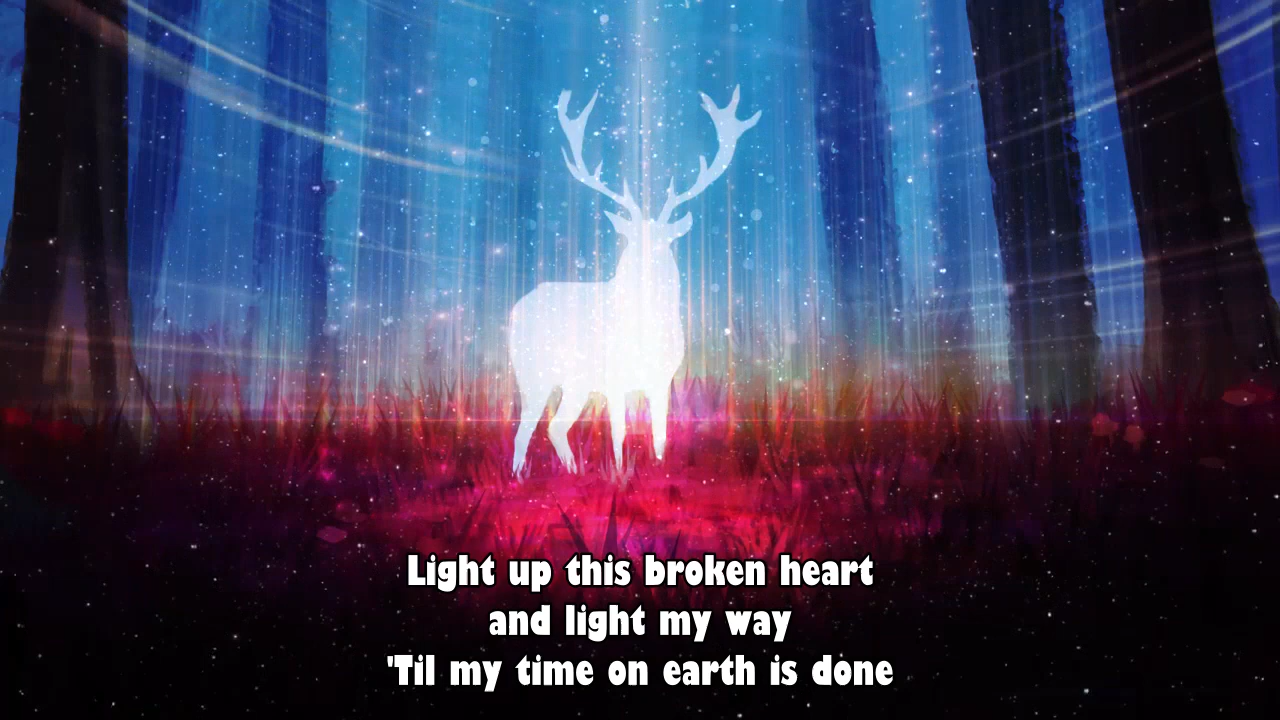 Light up this broken heart
and light my way
'Til my time on earth is done